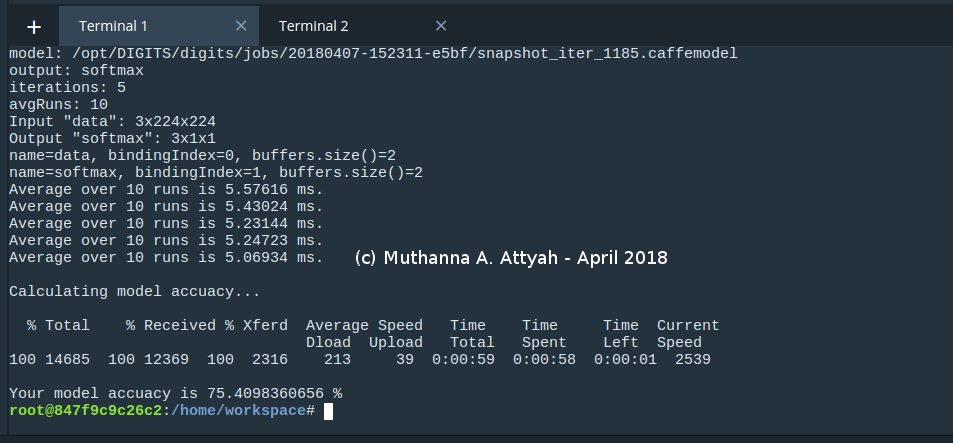 + Terminal 1 × Terminal 2 ×
model: /opt/DIGITS/digits/jobs/20180407-152311-e5bf/snapshot_iter_1185.caffemodel
output: softmax
iterations: 5
avgRuns: 10
Input "data": 3x224x224
Output "softmax": 3x1x1
name=data, bindingIndex=0, buffers.size()=2
name=softmax, bindingIndex=1, buffers.size()=2
Average over 10 runs is 5.57616 ms.
Average over 10 runs is 5.43024 ms.
Average over 10 runs is 5.23144 ms.
Average over 10 runs is 5.24723 ms.
Average over 10 runs is 5.06934 ms. (c) Muthanna A. Attyah - April 2018
Calculating model accuacy...
% Total % Received % Xferd Average Speed Time Time Time Current
Dload Upload Total Spent Left Speed
100 14685 100 12369 100 2316 213 39 0:00:59 0:00:58 0:00:01 2539
Your model accuacy is 75.4098360656 %
root@847f9c9c26c2:/home/workspace#